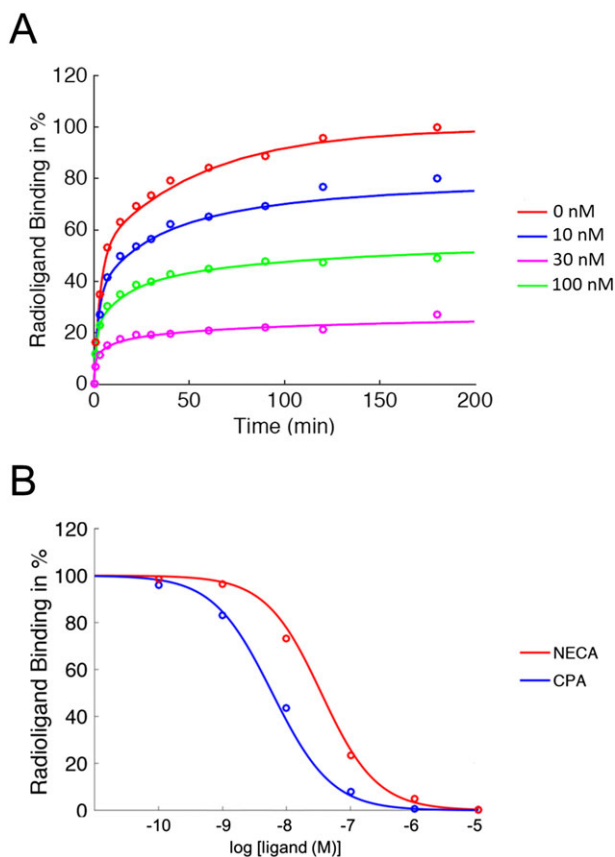 A
120
100
80
60
40
20
0
Radioligand Binding in %
0 50 100 150 200
Time (min)
0 nM
10 nM
30 nM
100 nM
B
120
100
80
60
40
20
0
Radioligand Binding in %
-10 -9 -8 -7 -6 -5
log [ligand (M)]
NECA
CPA